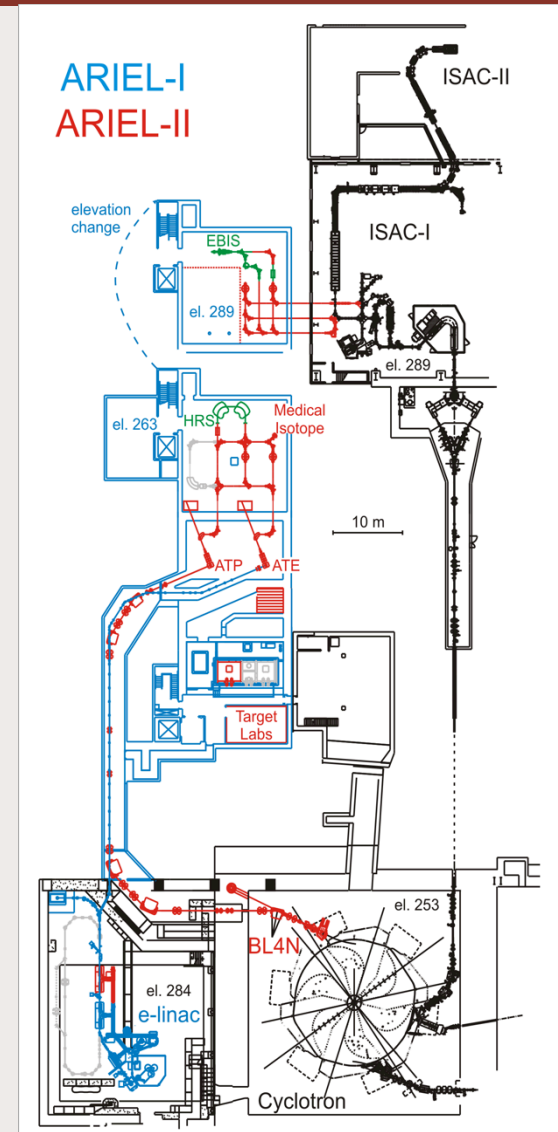 ARIEL-I
ARIEL-II
ISAC-II
elevation
change
EBIS
ISAC-I
el. 289
el. 289
el. 263
HRS
Medical
Isotope
10 m
ATP
ATE
Target
Labs
el. 253
BL4N
el. 284
e-linac
Cyclotron